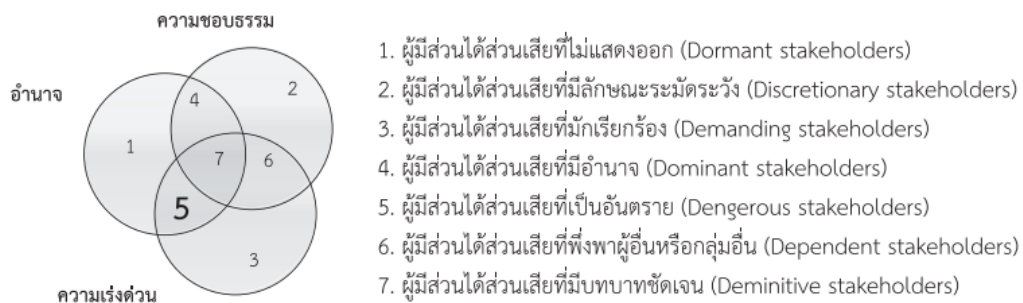 ความชอบธรรม
อำนาจ
4
2
1
7
6
5
3
ความเร่งด่วน
1. ผู้มีส่วนได้ส่วนเสียที่ไม่แสดงออก (Dormant stakeholders)
2. ผู้มีส่วนได้ส่วนเสียที่มีลักษณะระมัดระวัง (Discretionary stakeholders)
3. ผู้มีส่วนได้ส่วนเสียที่มักเรียกร้อง (Demanding stakeholders)
4. ผู้มีส่วนได้ส่วนเสียที่มีอำนาจ (Dominant stakeholders)
5. ผู้มีส่วนได้ส่วนเสียที่เป็นอันตราย (Dengerous stakeholders)
6. ผู้มีส่วนได้ส่วนเสียที่พึ่งพาผู้อื่นหรือกลุ่มอื่น (Dependent stakeholders)
7. ผู้มีส่วนได้ส่วนเสียที่มีบทบาทชัดเจน (Deminitive stakeholders)